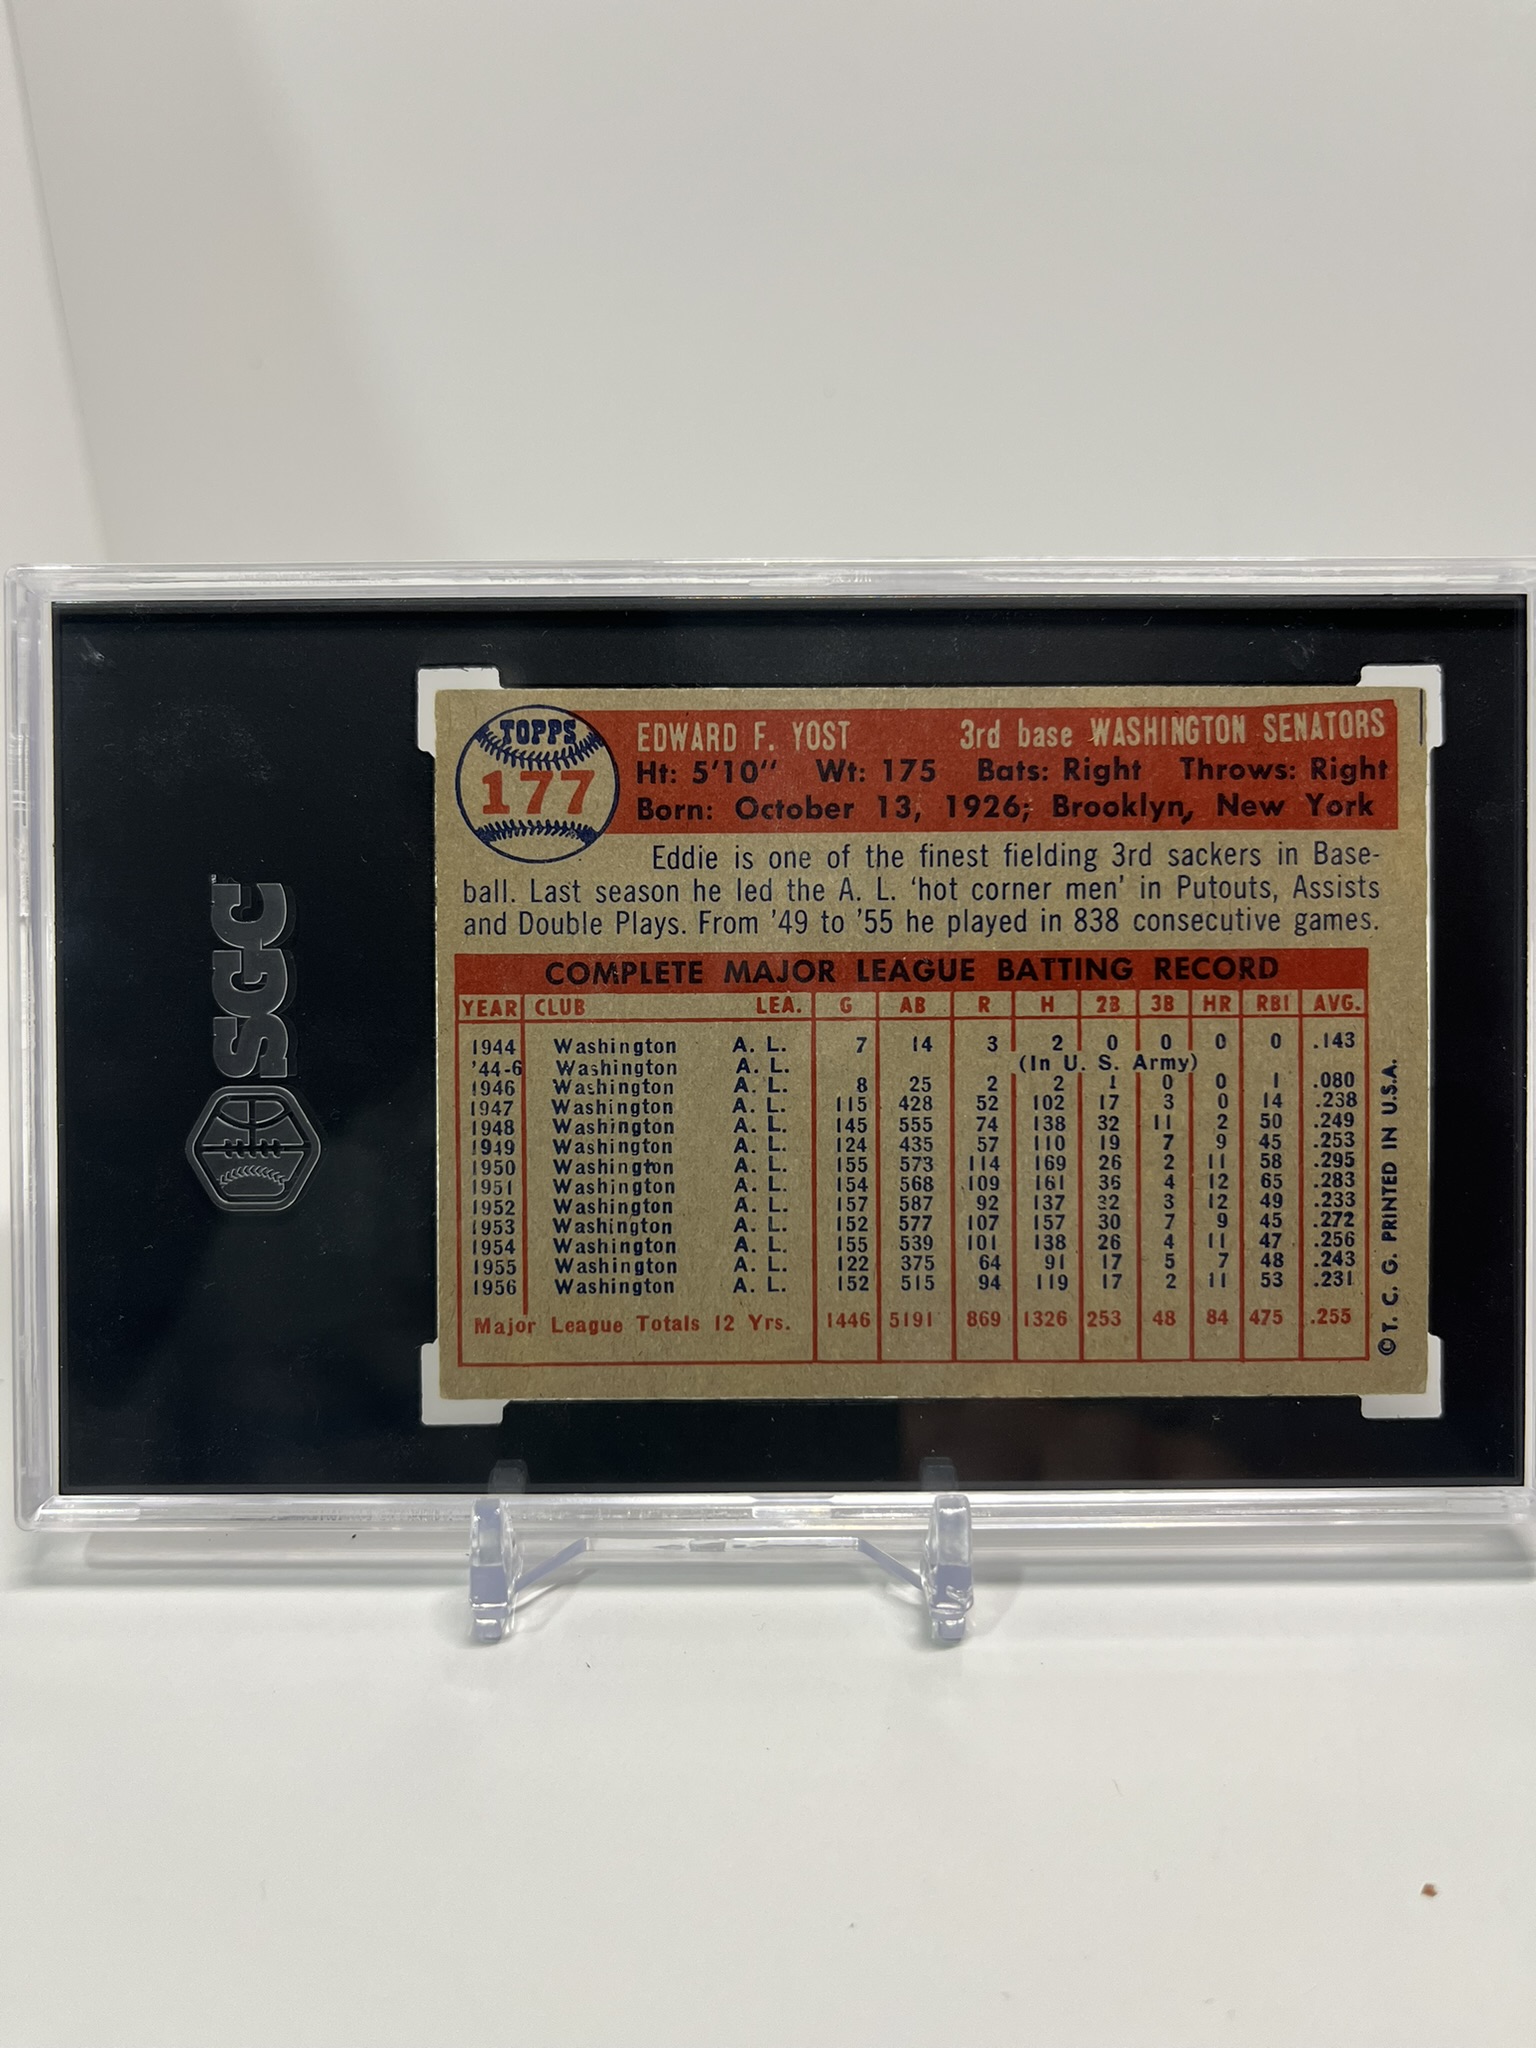 SGC
TOPPS
177
EDWARD F. YOST 3rd base WASHINGTON SENATORS
Ht: 5'10" Wt: 175 Bats: Right Throws: Right
Born: October 13, 1926; Brooklyn, New York
Eddie is one of the finest fielding 3rd sackers in Base-
ball. Last season he led the A. L. 'hot corner men' in Putouts, Assists
and Double Plays. From '49 to '55 he played in 838 consecutive games.
COMPLETE MAJOR LEAGUE BATTING RECORD
YEAR CLUB LEA. G AB R H 2B 3B HR RBI AVG.
1944 Washington A. L. 7 14 3 2 0 0 0 0 .143
'44-6 Washington A. L. (In U. S. Army)
1946 Washington A. L. 8 25 2 2 1 0 0 1 .080
1947 Washington A. L. 115 428 52 102 17 3 0 14 .238
1948 Washington A. L. 145 555 74 138 32 11 2 50 .249
1949 Washington A. L. 124 435 57 110 19 7 9 45 .253
1950 Washington A. L. 155 573 114 169 26 2 11 58 .295
1951 Washington A. L. 154 568 109 161 36 4 12 65 .283
1952 Washington A. L. 157 587 92 137 32 3 12 49 .233
1953 Washington A. L. 152 577 107 157 30 7 9 45 .272
1954 Washington A. L. 155 539 101 138 26 4 11 47 .256
1955 Washington A. L. 122 375 64 91 17 5 7 48 .243
1956 Washington A. L. 152 515 94 119 17 2 11 53 .231
Major League Totals 12 Yrs. 1446 5191 869 1326 253 48 84 475 .255
© T. C. G. PRINTED IN U.S.A.